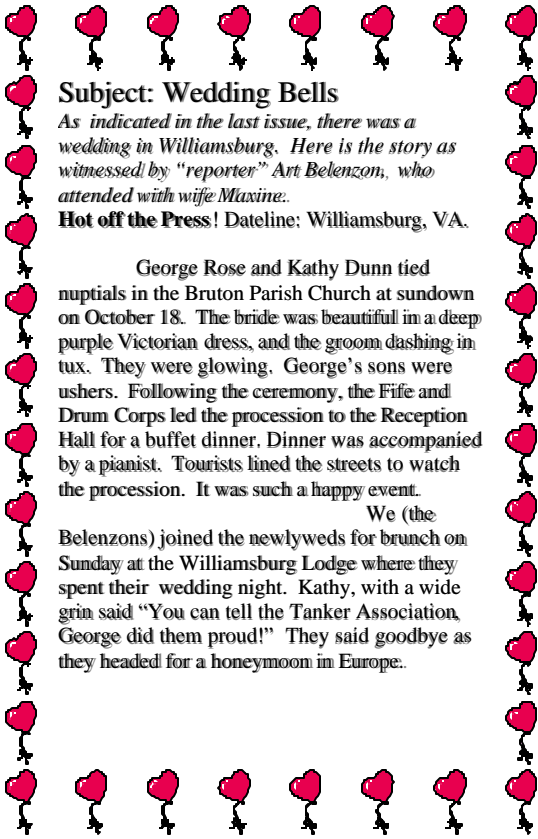 Subject: Wedding Bells
As indicated in the last issue, there was a
wedding in Williamsburg. Here is the story as
witnessed by “reporter” Art Belenzon, who
attended with wife Maxine.
Hot off the Press! Dateline: Williamsburg, VA.
George Rose and Kathy Dunn tied
nuptials in the Bruton Parish Church at sundown
on October 18. The bride was beautiful in a deep
purple Victorian dress, and the groom dashing in
tux. They were glowing. George’s sons were
ushers. Following the ceremony, the Fife and
Drum Corps led the procession to the Reception
Hall for a buffet dinner. Dinner was accompanied
by a pianist. Tourists lined the streets to watch
the procession. It was such a happy event.
We (the
Belenzons) joined the newlyweds for brunch on
Sunday at the Williamsburg Lodge where they
spent their wedding night. Kathy, with a wide
grin said “You can tell the Tanker Association,
George did them proud!” They said goodbye as
they headed for a honeymoon in Europe.